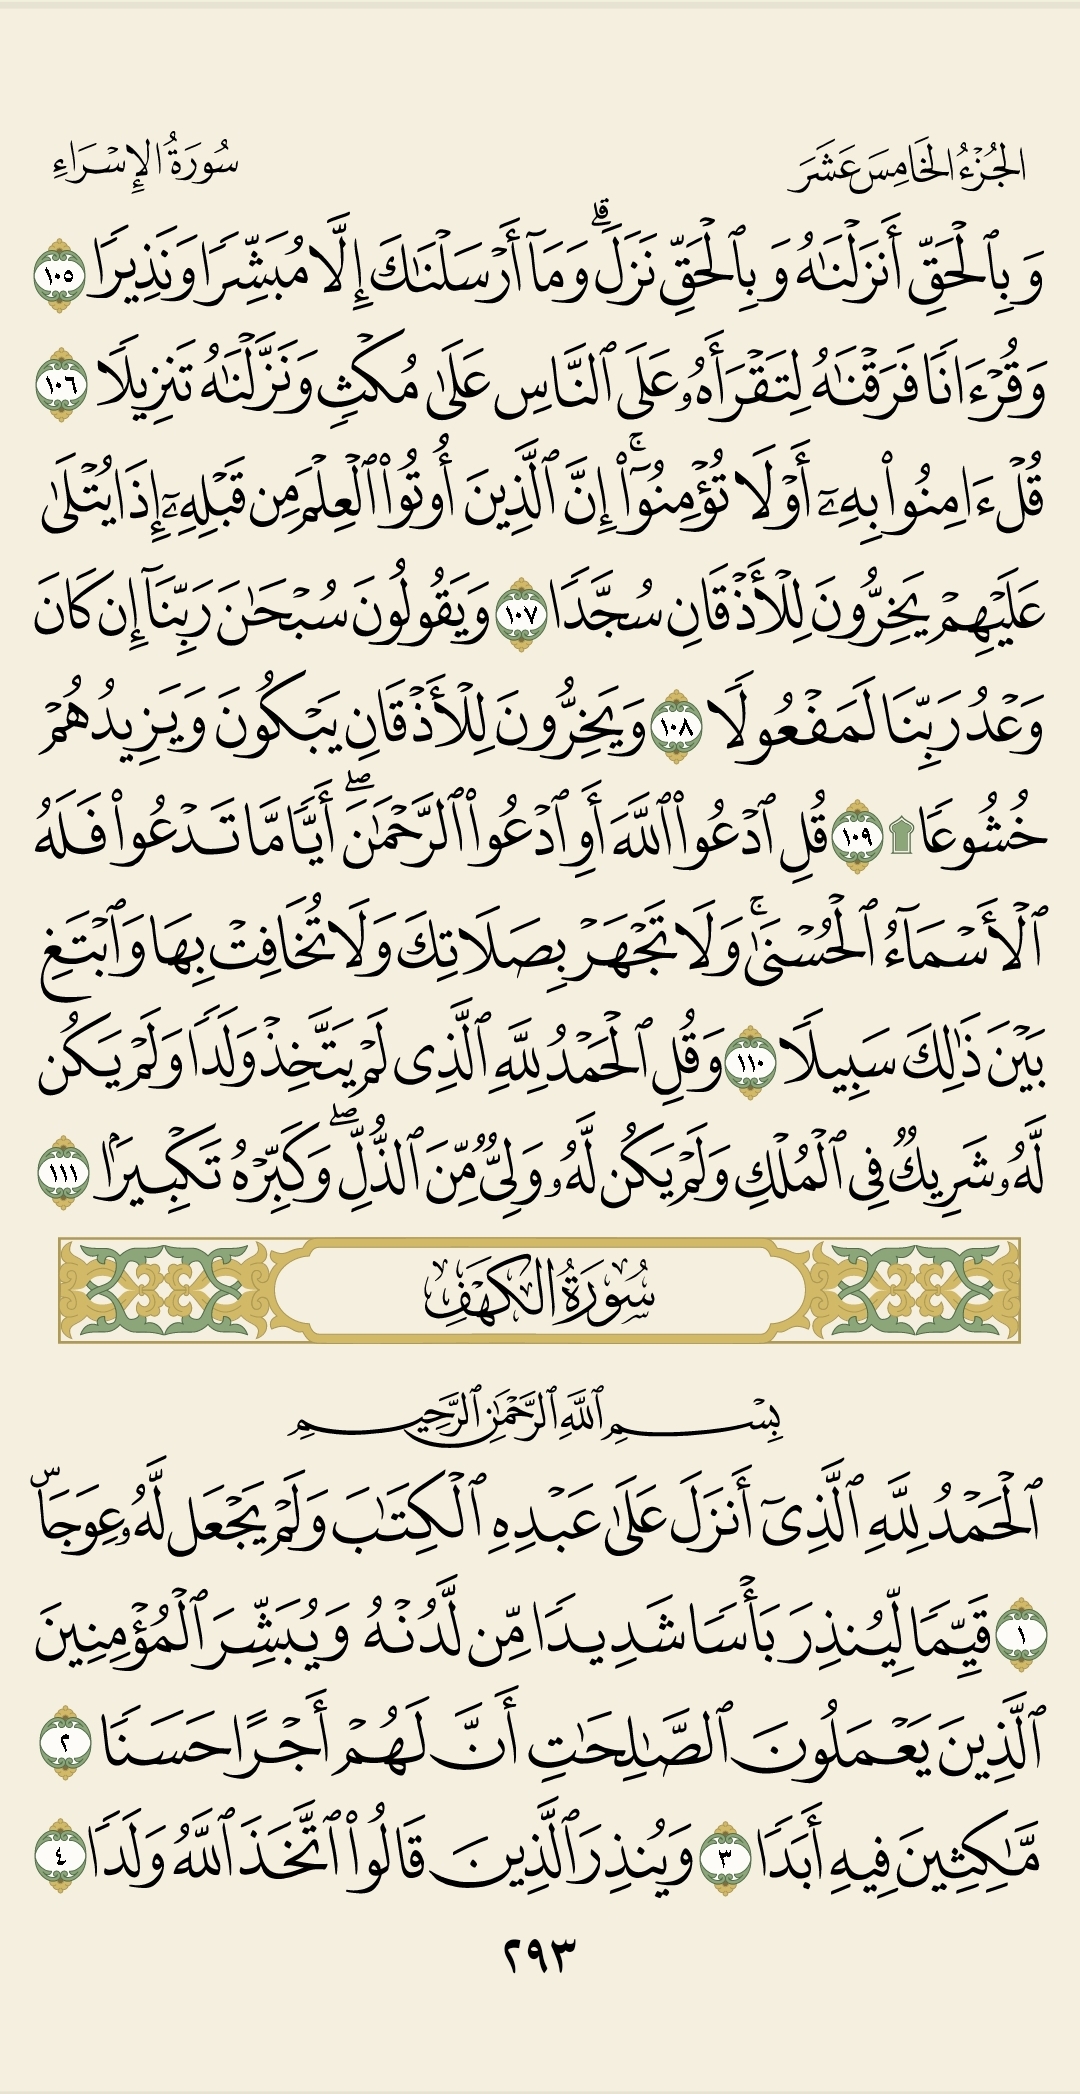 الجُزْءُ الخَامِسَ عَشَرَ
سُورَةُ الإِسْرَاءِ
وَبِٱلْحَقِّ أَنزَلْنَٰهُ وَبِٱلْحَقِّ نَزَلَ ۗ وَمَآ أَرْسَلْنَٰكَ إِلَّا مُبَشِّرًا وَنَذِيرًا ١٠٥
وَقُرْءَانًا فَرَقْنَٰهُ لِتَقْرَأَهُۥ عَلَى ٱلنَّاسِ عَلَىٰ مُكْثٍ وَنَزَّلْنَٰهُ تَنزِيلًا ١٠٦
قُلْ ءَامِنُوا۟ بِهِۦٓ أَوْ لَا تُؤْمِنُوٓا۟ ۚ إِنَّ ٱلَّذِينَ أُوتُوا۟ ٱلْعِلْمَ مِن قَبْلِهِۦٓ إِذَا يُتْلَىٰ
عَلَيْهِمْ يَخِرُّونَ لِلْأَذْقَانِ سُجَّدًا ١٠٧ وَيَقُولُونَ سُبْحَٰنَ رَبِّنَآ إِن كَانَ
وَعْدُ رَبِّنَا لَمَفْعُولًا ١٠٨ وَيَخِرُّونَ لِلْأَذْقَانِ يَبْكُونَ وَيَزِيدُهُمْ
خُشُوعًا ۩ ١٠٩ قُلِ ٱدْعُوا۟ ٱللَّهَ أَوِ ٱدْعُوا۟ ٱلرَّحْمَٰنَ ۖ أَيًّا مَّا تَدْعُوا۟ فَلَهُ
ٱلْأَسْمَآءُ ٱلْحُسْنَىٰ ۚ وَلَا تَجْهَرْ بِصَلَاتِكَ وَلَا تُخَافِتْ بِهَا وَٱبْتَغِ
بَيْنَ ذَٰلِكَ سَبِيلًا ١١٠ وَقُلِ ٱلْحَمْدُ لِلَّهِ ٱلَّذِى لَمْ يَتَّخِذْ وَلَدًا وَلَمْ يَكُن
لَّهُۥ شَرِيكٌ فِى ٱلْمُلْكِ وَلَمْ يَكُن لَّهُۥ وَلِىٌّ مِّنَ ٱلذُّلِّ ۖ وَكَبِّرْهُ تَكْبِيرًۢا ١١١
سُورَةُ الكَهْفِ
بِسْمِ ٱللَّهِ ٱلرَّحْمَٰنِ ٱلرَّحِيمِ
ٱلْحَمْدُ لِلَّهِ ٱلَّذِىٓ أَنزَلَ عَلَىٰ عَبْدِهِ ٱلْكِتَٰبَ وَلَمْ يَجْعَل لَّهُۥ عِوَجَاۜ
١ قَيِّمًا لِّيُنذِرَ بَأْسًا شَدِيدًا مِّن لَّدُنْهُ وَيُبَشِّرَ ٱلْمُؤْمِنِينَ
ٱلَّذِينَ يَعْمَلُونَ ٱلصَّٰلِحَٰتِ أَنَّ لَهُمْ أَجْرًا حَسَنًا ٢
مَّٰكِثِينَ فِيهِ أَبَدًا ٣ وَيُنذِرَ ٱلَّذِينَ قَالُوا۟ ٱتَّخَذَ ٱللَّهُ وَلَدًا ٤
٢٩٣